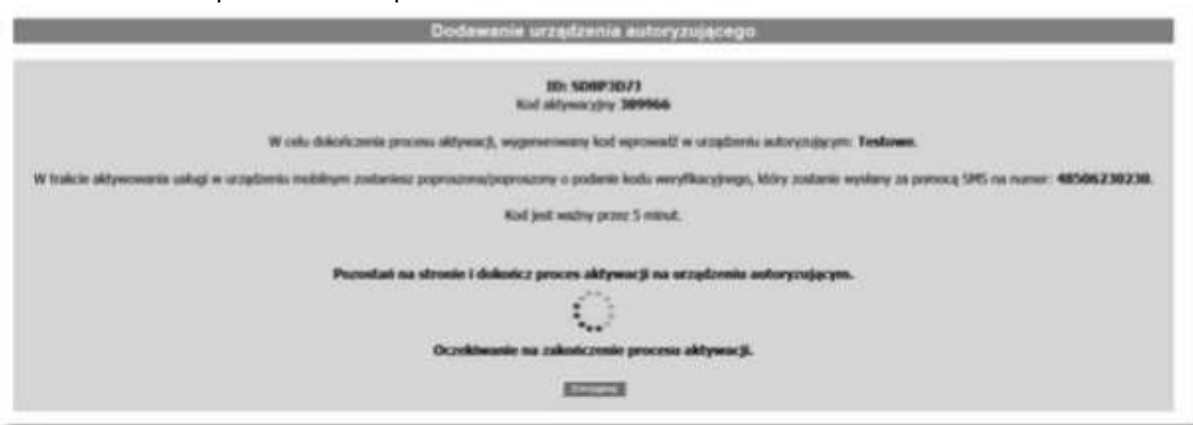 Dodawanie urządzenia autoryzującego
ID:
Kod aktywacyjny 309966
W celu dokończenia procesu aktywacji, wygenerowany kod wprowadź w urządzeniu autoryzującym: Testowe.
W trakcie aktywowania usługi w urządzeniu mobilnym zostaniesz poproszona/poproszony o podanie kodu weryfikacyjnego, który zostanie wysłany za pomocą SMS na numer: 48506230230.
Kod jest ważny przez 5 minut.
Pozostań na stronie i dokończ proces aktywacji na urządzeniu autoryzującym.
Oczekiwanie na zakończenie procesu aktywacji.